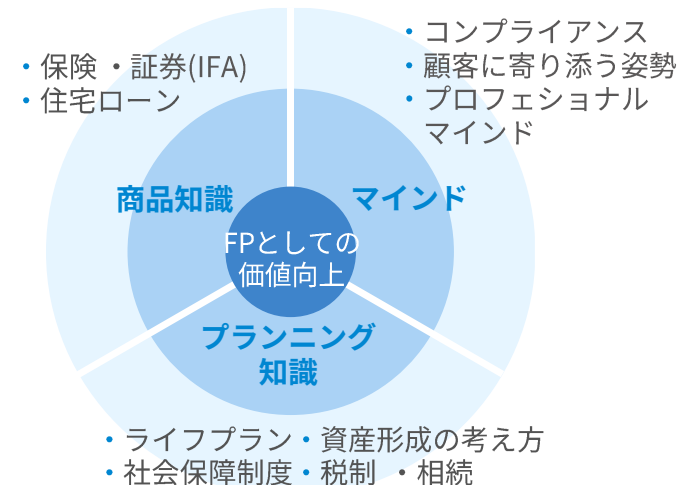 ・保険 ・証券(IFA)
・住宅ローン
・コンプライアンス
・顧客に寄り添う姿勢
・プロフェショナル
マインド
商品知識
マインド
FPとしての
価値向上
プランニング
知識
・ライフプラン・資産形成の考え方
・社会保障制度・税制 ・相続